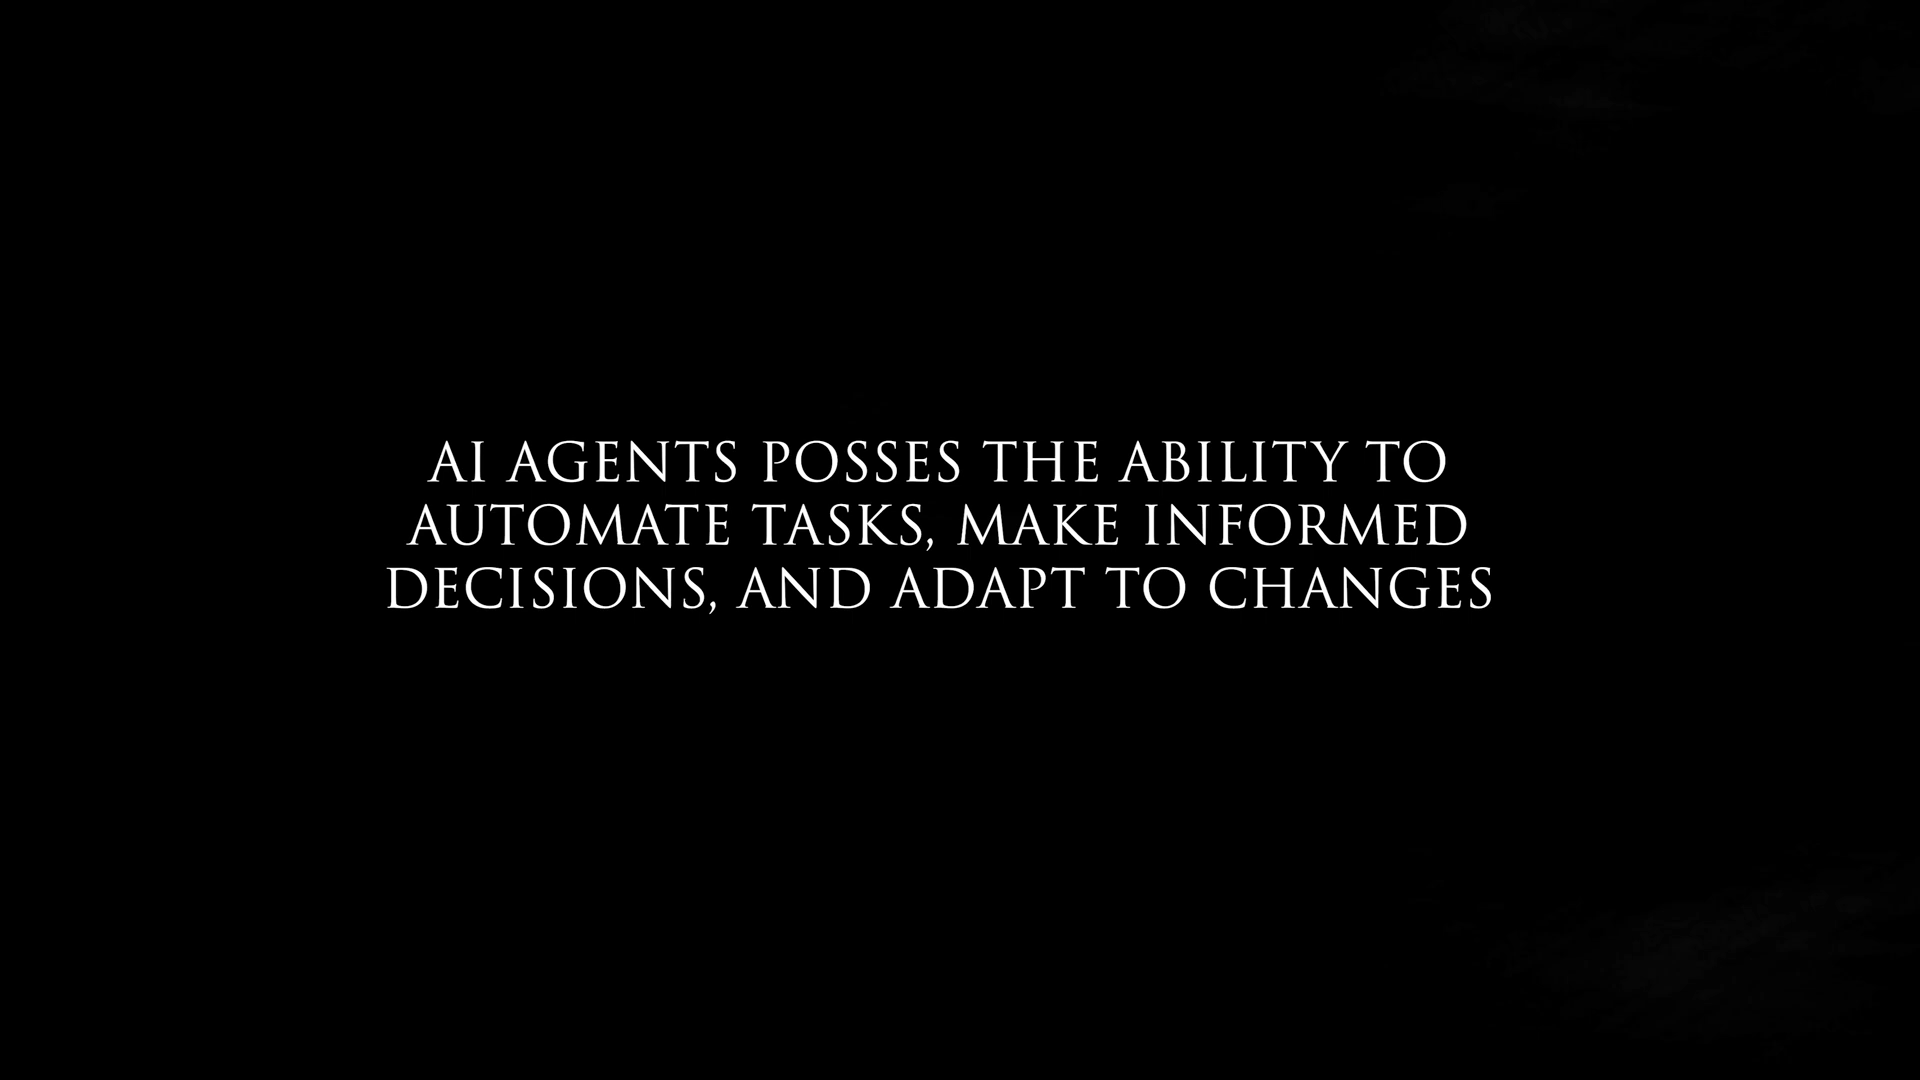 AI AGENTS POSSES THE ABILITY TO
AUTOMATE TASKS, MAKE INFORMED
DECISIONS, AND ADAPT TO CHANGES